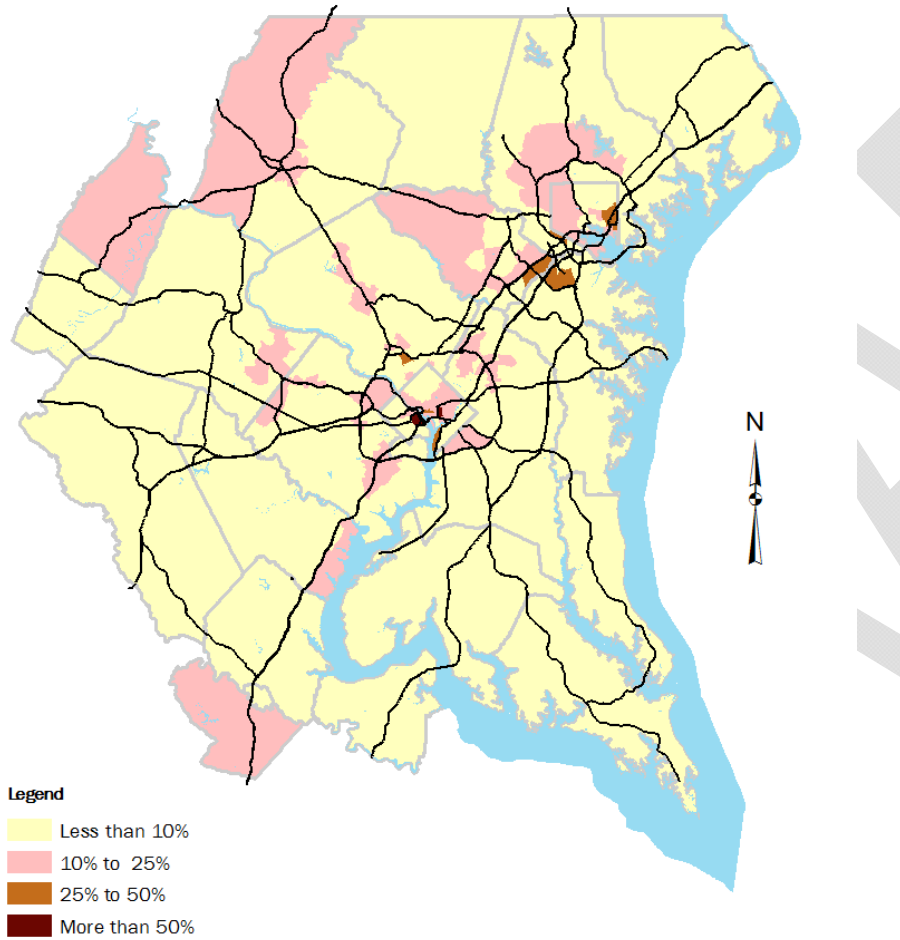 N
Legend
Less than 10%
10% to 25%
25% to 50%
More than 50%